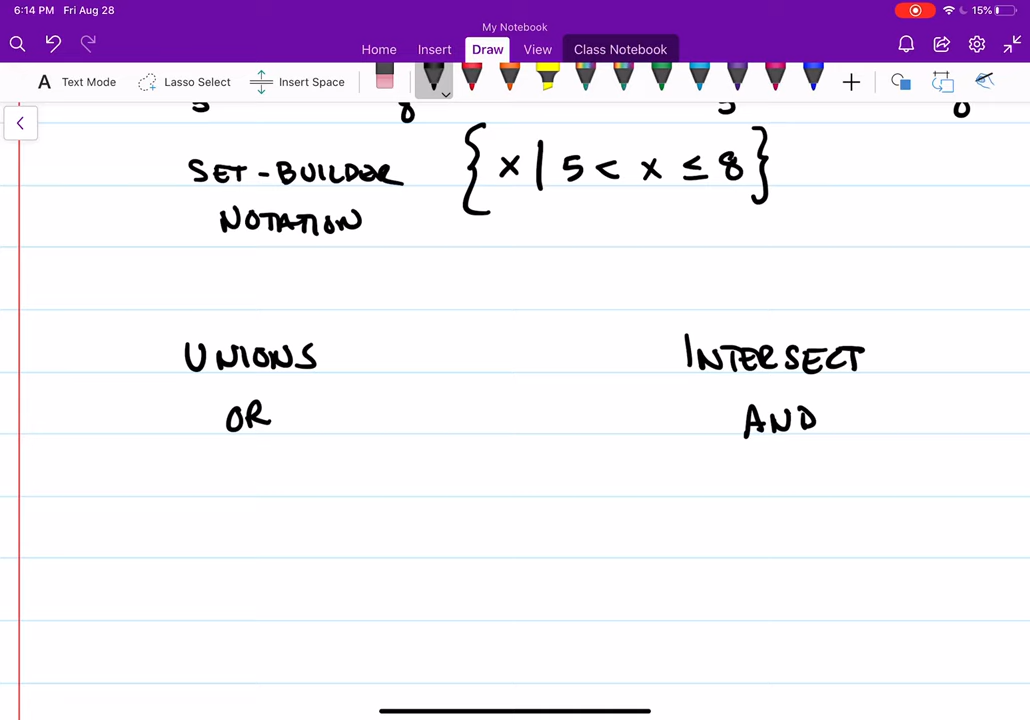 6:14 PM Fri Aug 28
15%
My Notebook
Home Insert Draw View Class Notebook
Text Mode Lasso Select Insert Space
SET-BUILDER { x | 5 < x ≤ 8 }
NOTATION
UNIONS INTERSECT
OR AND